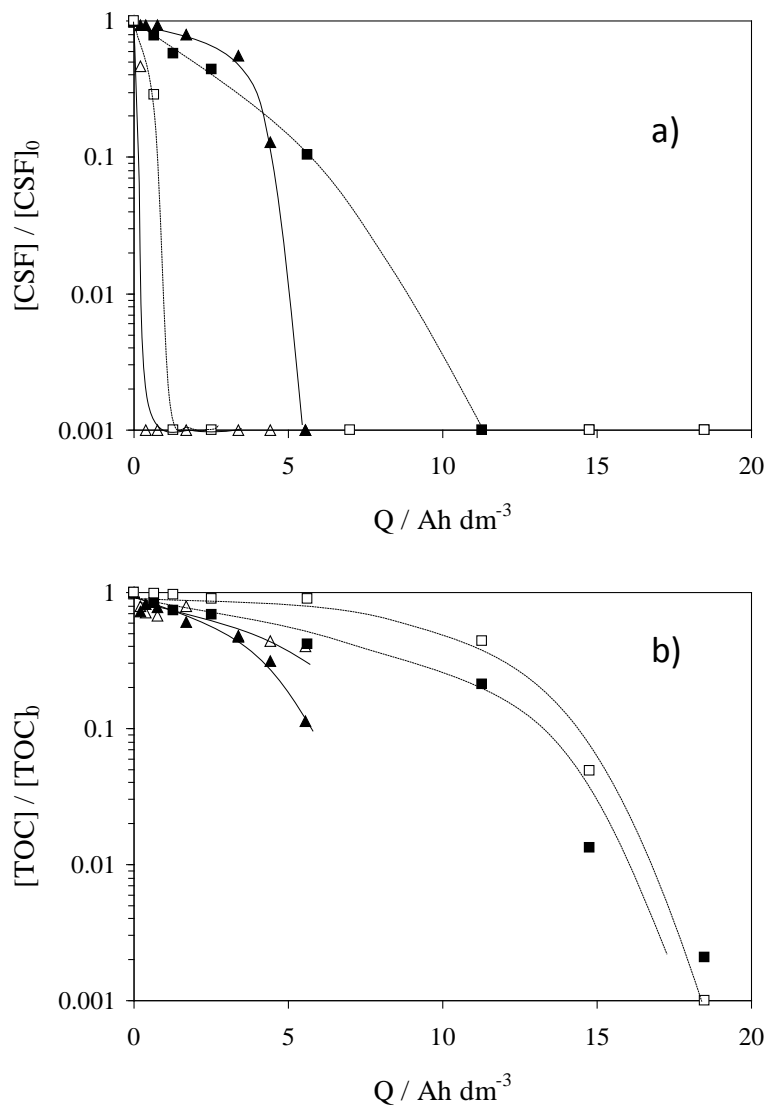 1
0.1
0.01
0.001
[CSF] / [CSF]₀
a)
0 5 10 15 20
Q / Ah dm⁻³
1
0.1
0.01
0.001
[TOC] / [TOC]₀
b)
0 5 10 15 20
Q / Ah dm⁻³